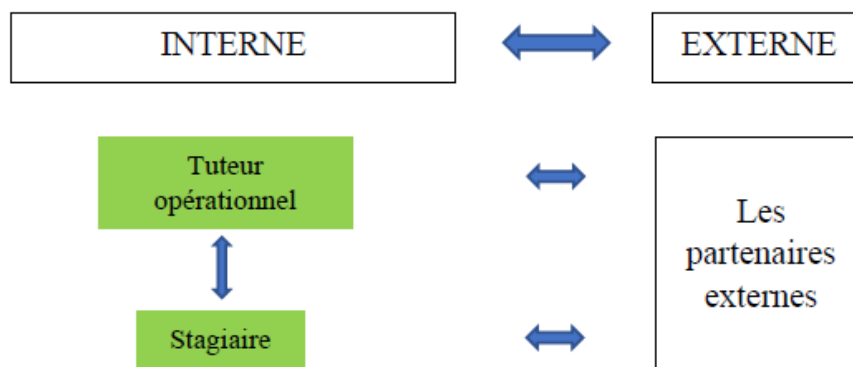 INTERNE
EXTERNE
Tuteur
opérationnel
Les
partenaires
externes
Stagiaire